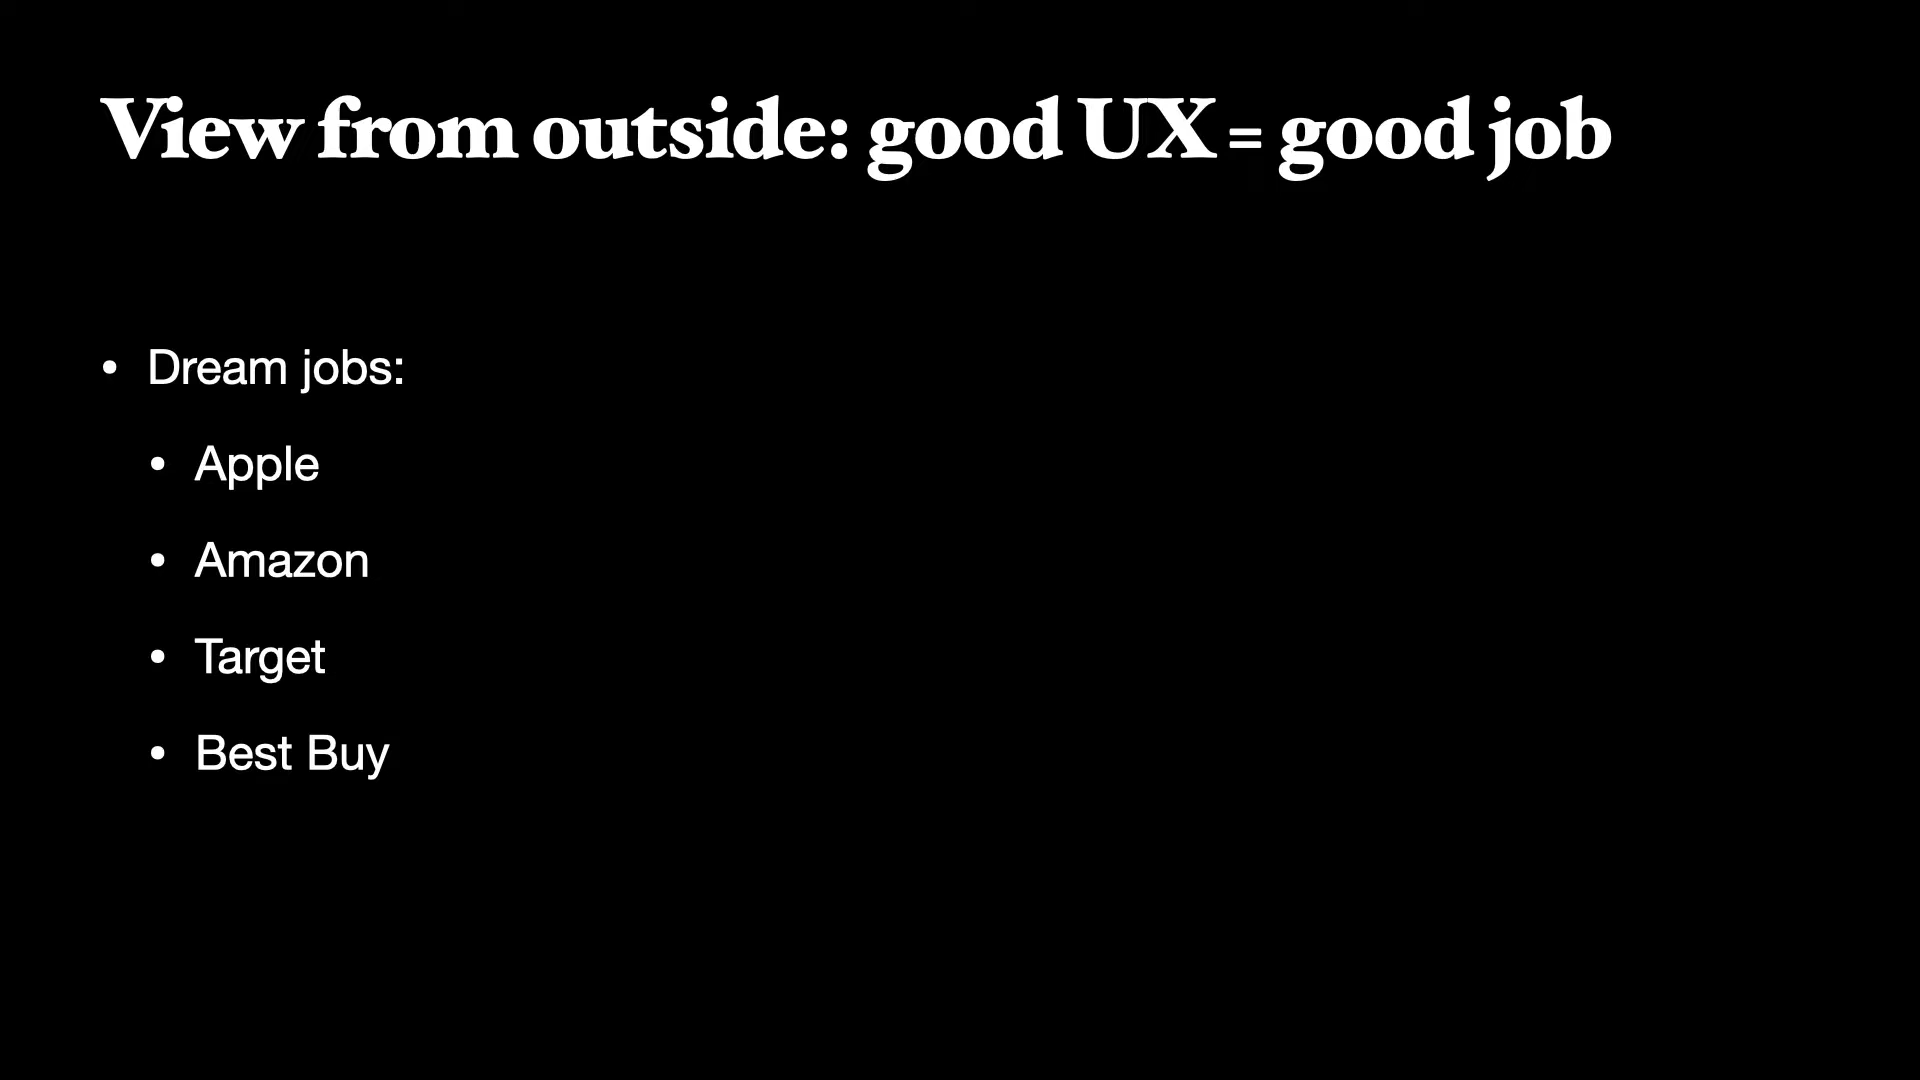 View from outside: good UX = good job
• Dream jobs:
• Apple
• Amazon
• Target
• Best Buy